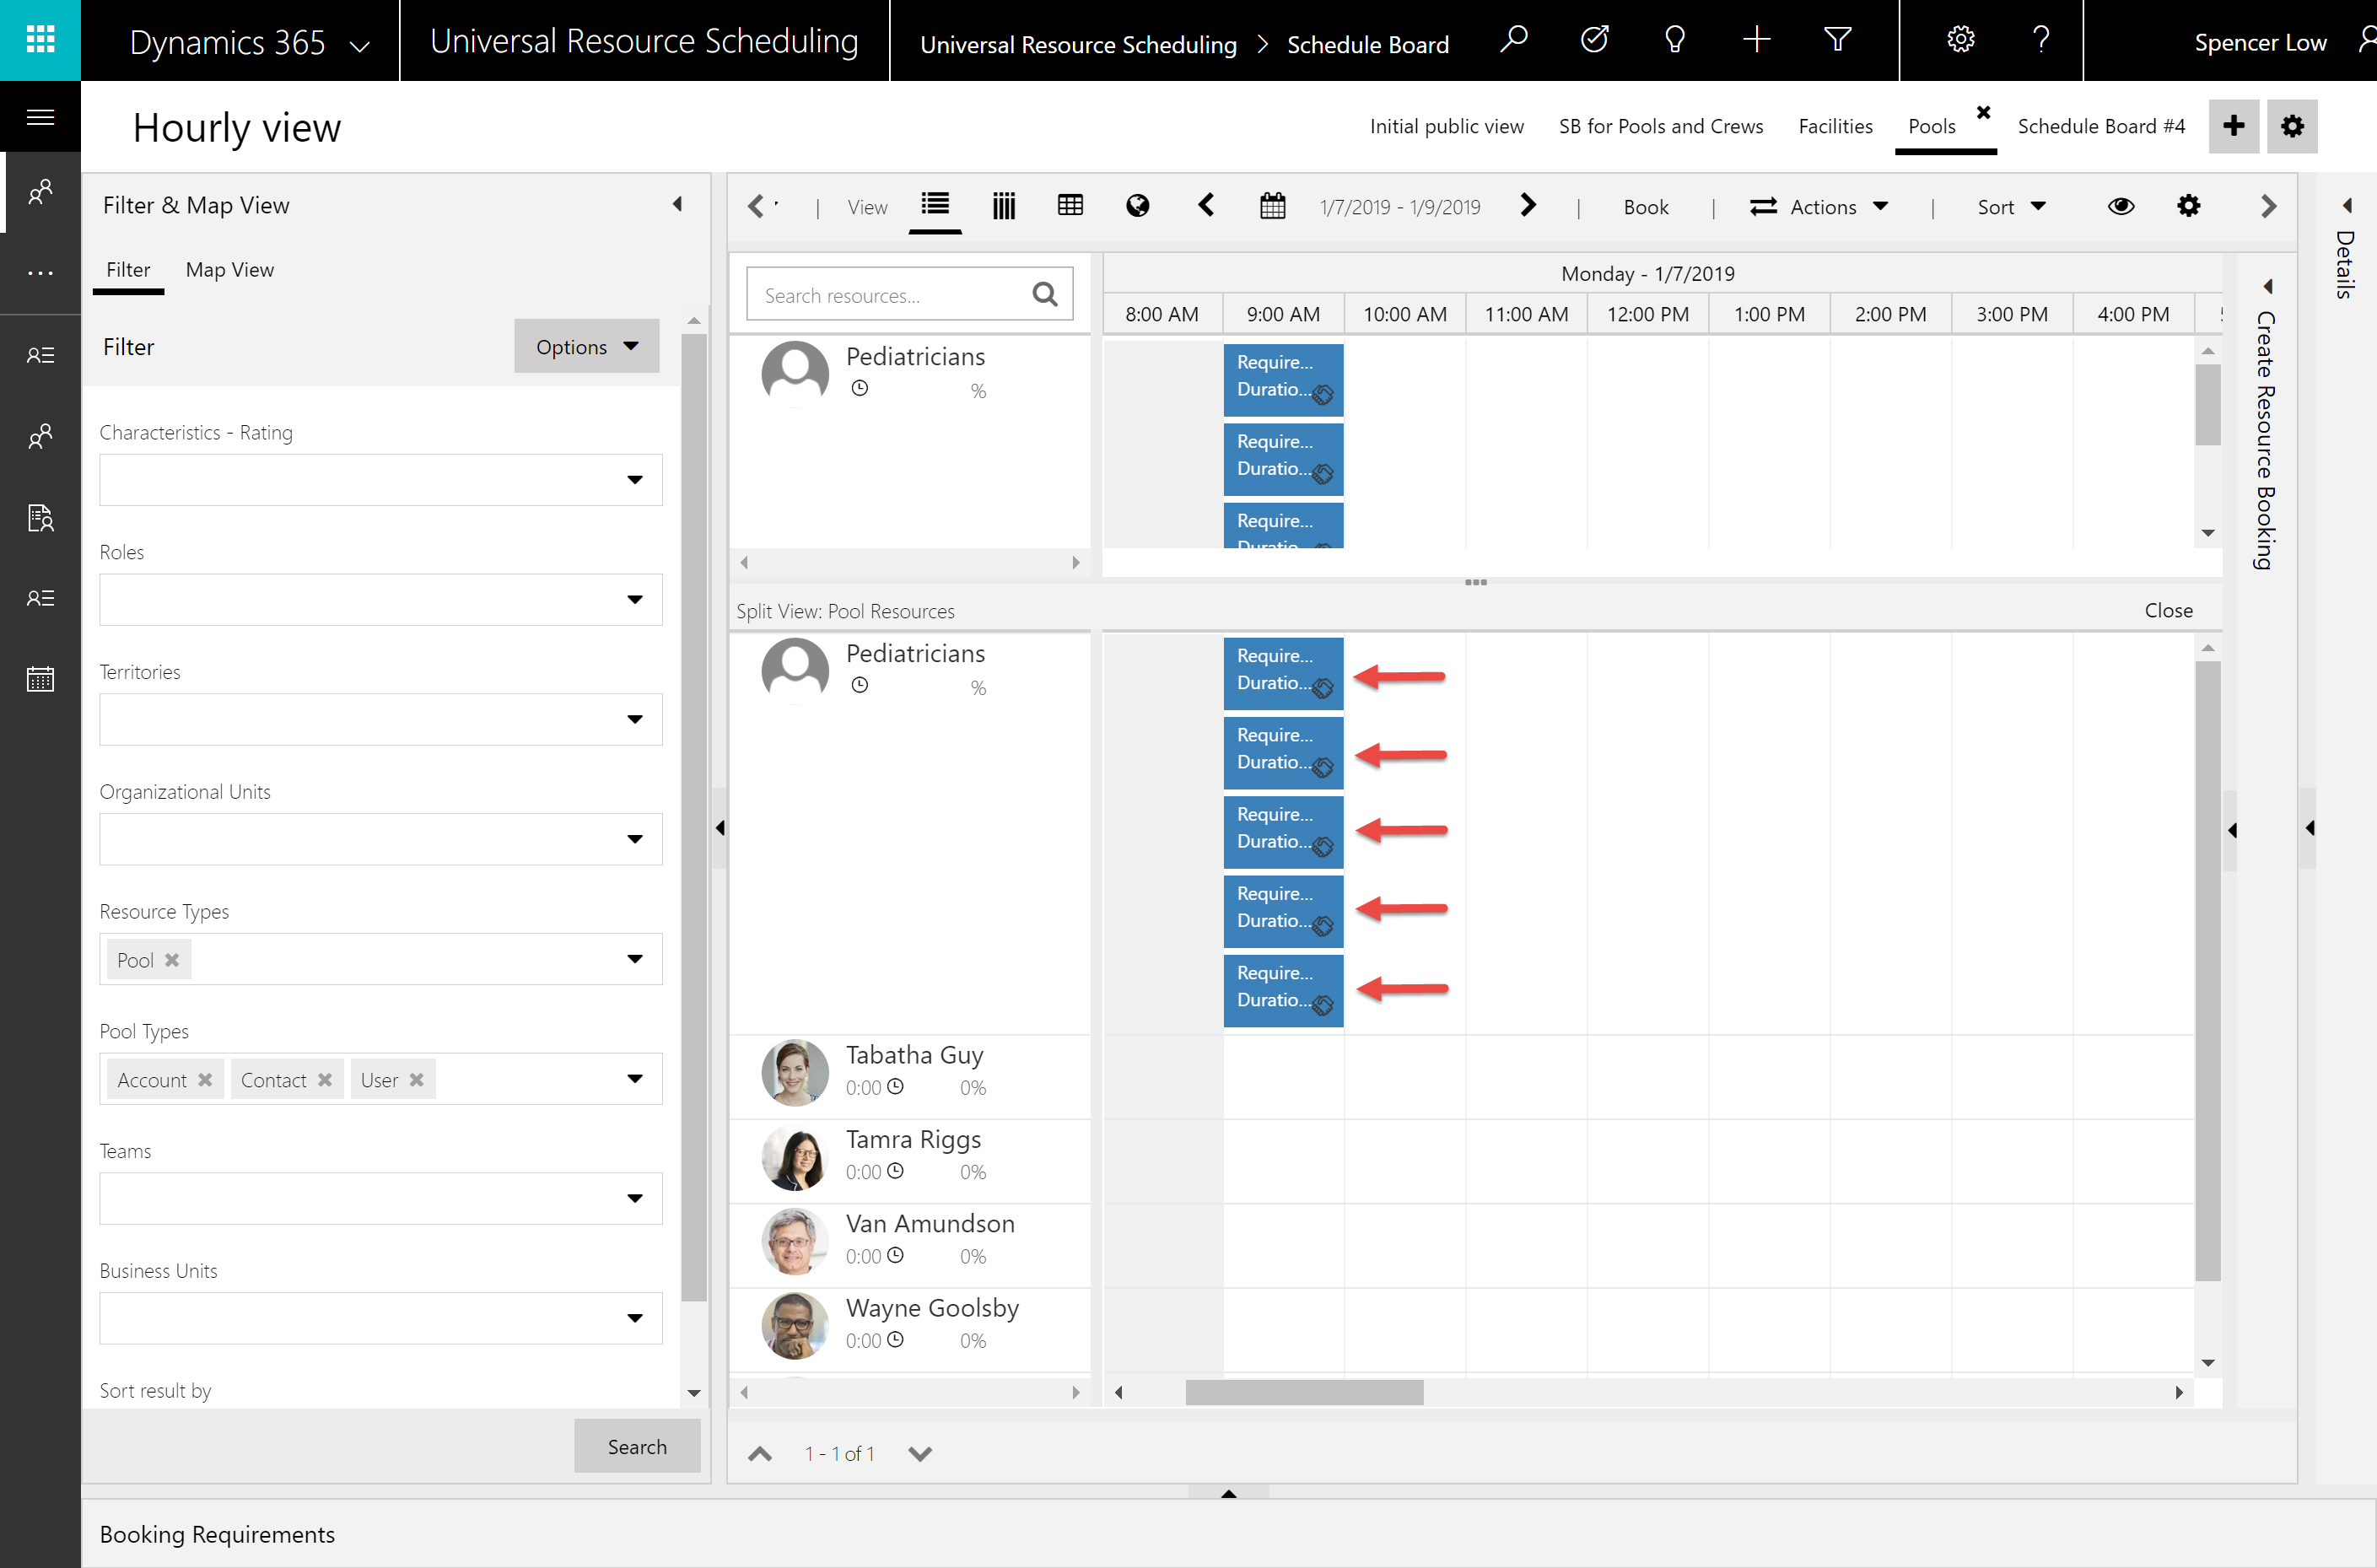 Dynamics 365
Universal Resource Scheduling
Universal Resource Scheduling > Schedule Board
Spencer Low
Hourly view
Initial public view
SB for Pools and Crews
Facilities
Pools
Schedule Board #4
Filter & Map View
Filter
Map View
Filter
Options
Characteristics - Rating
Roles
Territories
Organizational Units
Resource Types
Pool
Pool Types
Account
Contact
User
Teams
Business Units
Sort result by
Search
View
1/7/2019 - 1/9/2019
Book
Actions
Sort
Search resources...
Monday - 1/7/2019
8:00 AM
9:00 AM
10:00 AM
11:00 AM
12:00 PM
1:00 PM
2:00 PM
3:00 PM
4:00 PM
Pediatricians
%
Require...
Duratio...
Require...
Duratio...
Require...
Duratio...
Split View: Pool Resources
Close
Pediatricians
%
Require...
Duratio...
Require...
Duratio...
Require...
Duratio...
Require...
Duratio...
Require...
Duratio...
Tabatha Guy
0:00 0%
Tamra Riggs
0:00 0%
Van Amundson
0:00 0%
Wayne Goolsby
0:00 0%
1 - 1 of 1
Create Resource Booking
Details
Booking Requirements